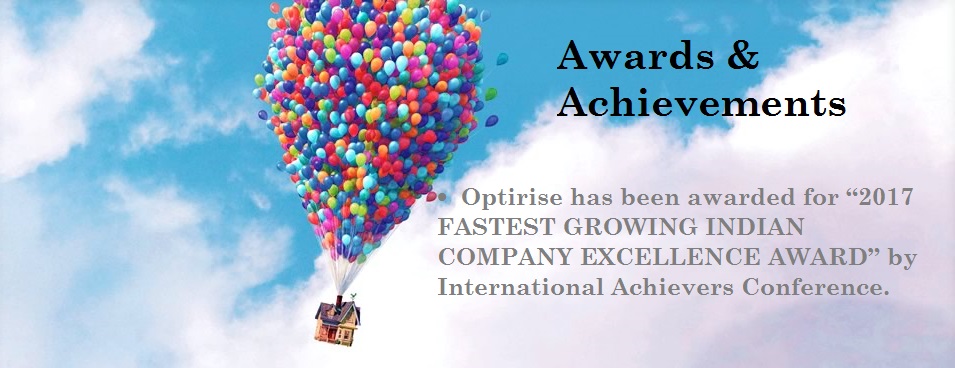 Awards &
Achievements
• Optirise has been awarded for “2017
FASTEST GROWING INDIAN
COMPANY EXCELLENCE AWARD” by
International Achievers Conference.